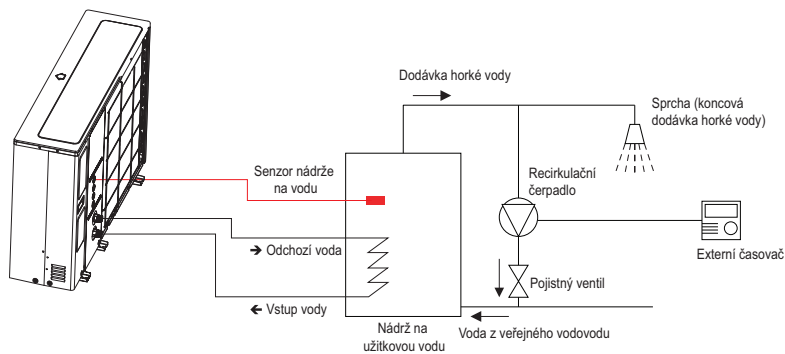 Dodávka horké vody
Sprcha (koncová
dodávka horké vody)
Senzor nádrže
na vodu
Recirkulační
čerpadlo
Externí časovač
➔ Odchozí voda
Pojistný ventil
➔ Vstup vody
Nádrž na
užitkovou vodu
Voda z veřejného vodovodu